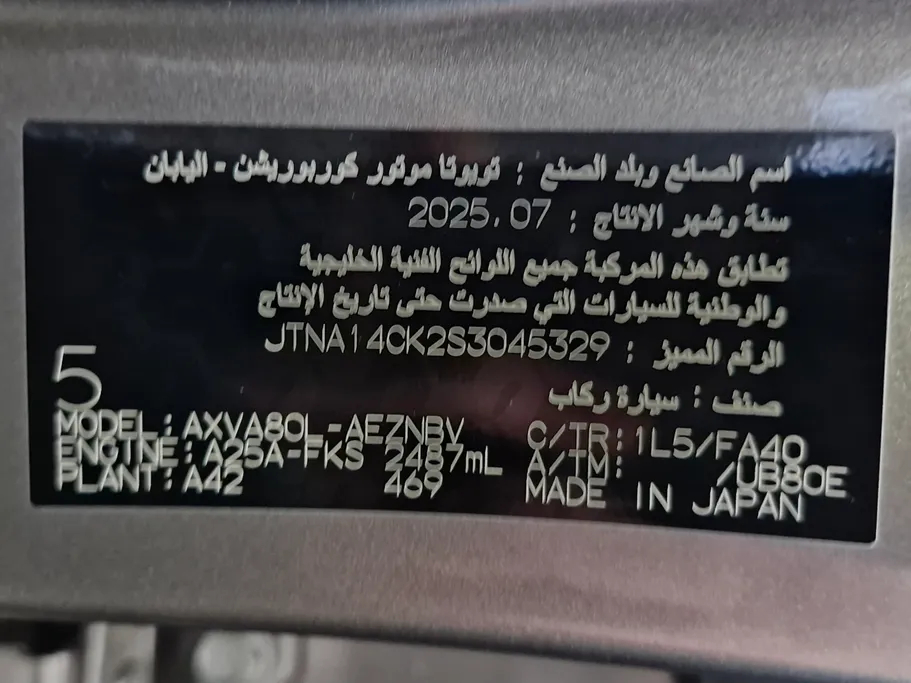 اسم الصانع وبلد الصنع : تويوتا موتور كوربوريشن - اليابان
سنة وشهر الانتاج : 2025.07
تطابق هذه المركبة جميع اللوائح الفنية الخليجية
والوطنية للسيارات التي صدرت حتى تاريخ الإنتاج
الرقم المميز : JTNA14CK2S3045329
صنف : سيارة ركاب
5
MODEL: AXVA80L-AEZNBV C/TR: 1L5/FA40
ENGINE: A25A-FKS 2487mL A/TM: /UB80E
PLANT: A42 469 MADE IN JAPAN